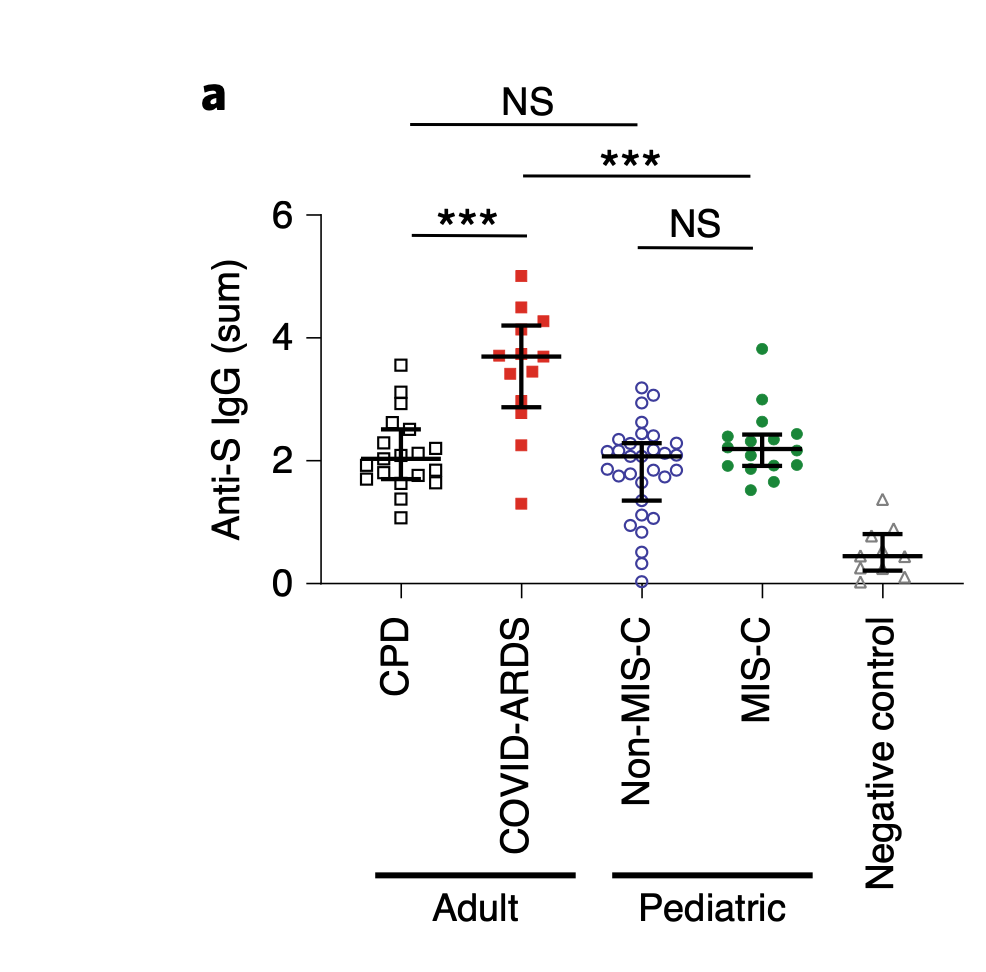 a
NS
***
***
NS
6
4
2
0
Anti-S IgG (sum)
CPD
COVID-ARDS
Non-MIS-C
MIS-C
Negative control
Adult
Pediatric